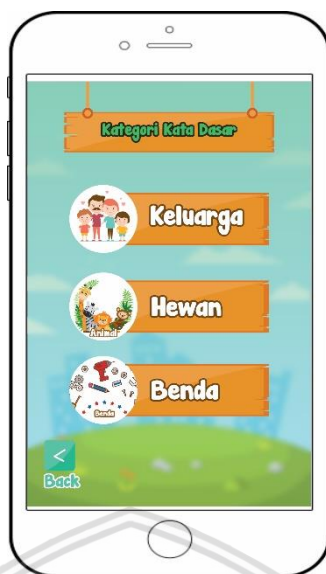 Kategori Kata Dasar
Keluarga
Animal
Hewan
Benda
Benda
<
Back